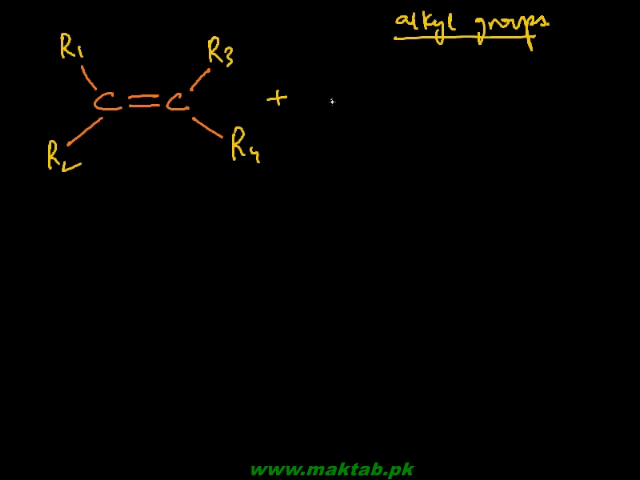 alkyl groups
R1 R3
C = C +
R2 R4
www.maktab.pk